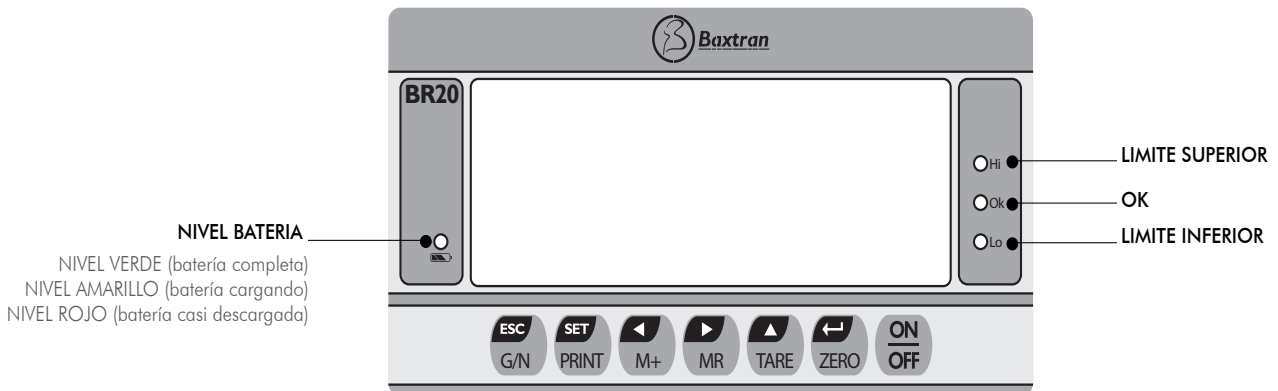 Baxtran
BR20
Hi
LIMITE SUPERIOR
Ok
OK
Lo
LIMITE INFERIOR
NIVEL BATERIA
NIVEL VERDE (batería completa)
NIVEL AMARILLO (batería cargando)
NIVEL ROJO (batería casi descargada)
ESC SET
G/N PRINT M+ MR TARE ZERO
ON
OFF